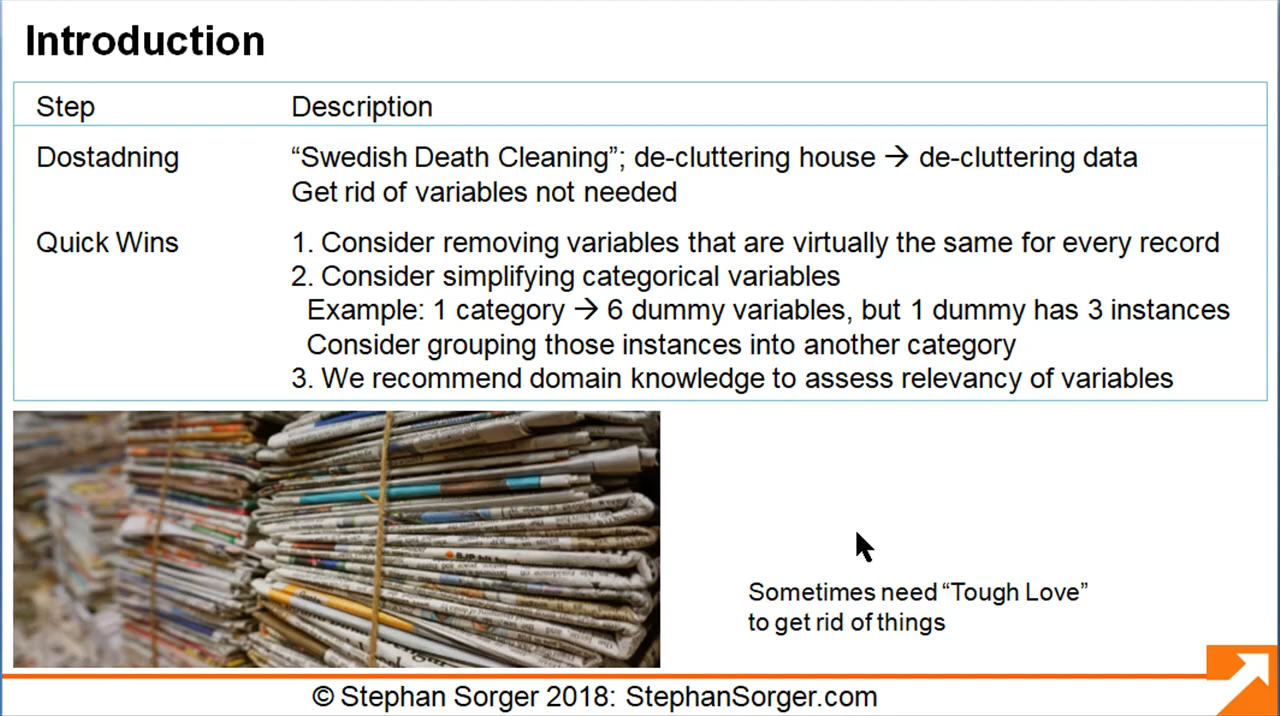 Introduction
Step Description
Dostadning “Swedish Death Cleaning”; de-cluttering house → de-cluttering data
Get rid of variables not needed
Quick Wins 1. Consider removing variables that are virtually the same for every record
2. Consider simplifying categorical variables
Example: 1 category → 6 dummy variables, but 1 dummy has 3 instances
Consider grouping those instances into another category
3. We recommend domain knowledge to assess relevancy of variables
Sometimes need “Tough Love”
to get rid of things
© Stephan Sorger 2018: StephanSorger.com